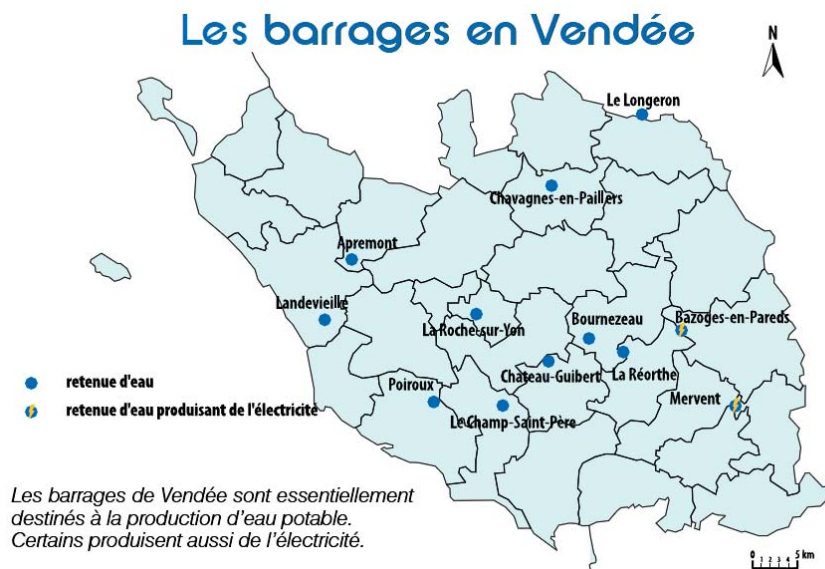 Les barrages en Vendée
N
Le Longeron
Chavagnes-en-Paillers
Apremont
Landevieille
La Roche-sur-Yon
Bournezeau
Bazoges-en-Pareds
Château-Guibert
La Réorthe
Poiroux
Le Champ-Saint-Père
Mervent
retenue d'eau
retenue d'eau produisant de l'électricité
Les barrages de Vendée sont essentiellement
destinés à la production d'eau potable.
Certains produisent aussi de l'électricité.
0 1 2 3 4 5 km